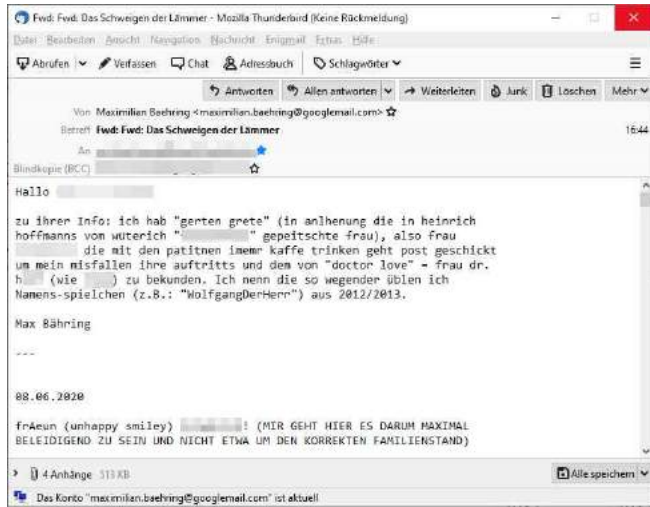 Fwd: Fwd: Das Schweigen der Lämmer - Mozilla Thunderbird (Keine Rückmeldung)
Datei Bearbeiten Ansicht Navigation Nachricht Enigmail Extras Hilfe
Abrufen Verfassen Chat Adressbuch Schlagwörter
Antworten Allen antworten Weiterleiten Junk Löschen Mehr
Von Maximilian Baehring <maximilian.baehring@googlemail.com>
Betreff Fwd: Fwd: Das Schweigen der Lämmer 16:44
An
Blindkopie (BCC)
Hallo
zu ihrer Info: ich hab "gerten grete" (in anlhenung die in heinrich
hoffmanns vom wüterich " " gepeitschte frau), also frau
die mit den patitnen imemr kaffe trinken geht post geschickt
um mein misfallen ihre auftritts und dem von "doctor love" - frau dr.
h (wie ) zu bekunden. Ich nenn die so wegender üblen ich
Namens-spielchen (z.B.: "WolfgangDerHerr") aus 2012/2013.
Max Bähring
---
08.06.2020
frAeun (unhappy smiley) ! (MIR GEHT HIER ES DARUM MAXIMAL
BELEIDIGEND ZU SEIN UND NICHT ETWA UM DEN KORREKTEN FAMILIENSTAND)
4 Anhänge 513 KB Alle speichern
Das Konto "maximilian.baehring@googlemail.com" ist aktuell